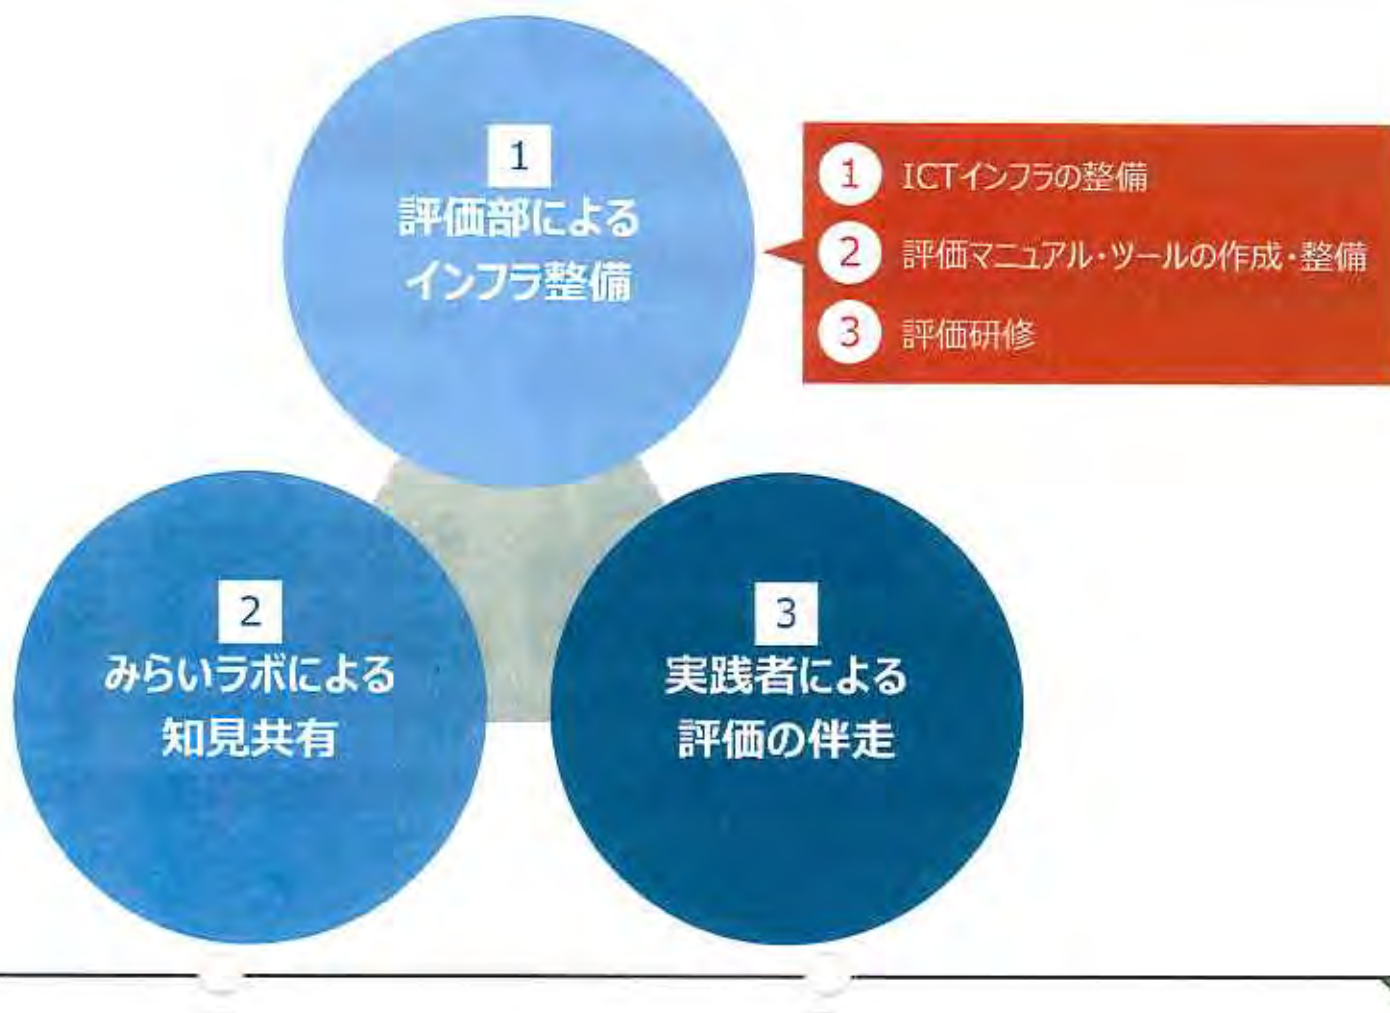 1
評価部による
インフラ整備
1 ICTインフラの整備
2 評価マニュアル・ツールの作成・整備
3 評価研修
2
みらいラボによる
知見共有
3
実践者による
評価の伴走